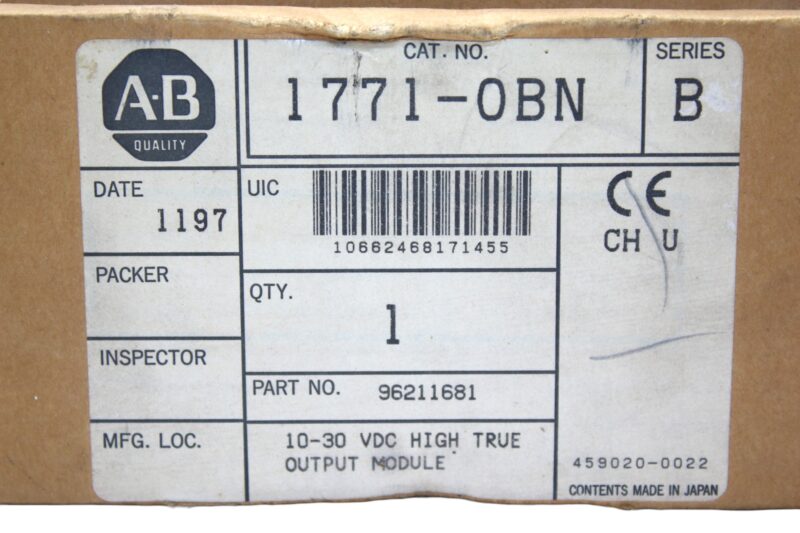 A-B
QUALITY
CAT. NO.
1771-OBN
SERIES
B
DATE
1197
UIC
10662468171455
CE
CH U
PACKER
QTY.
1
INSPECTOR
PART NO. 96211681
MFG. LOC.
10-30 VDC HIGH TRUE
OUTPUT MODULE
459020-0022
CONTENTS MADE IN JAPAN